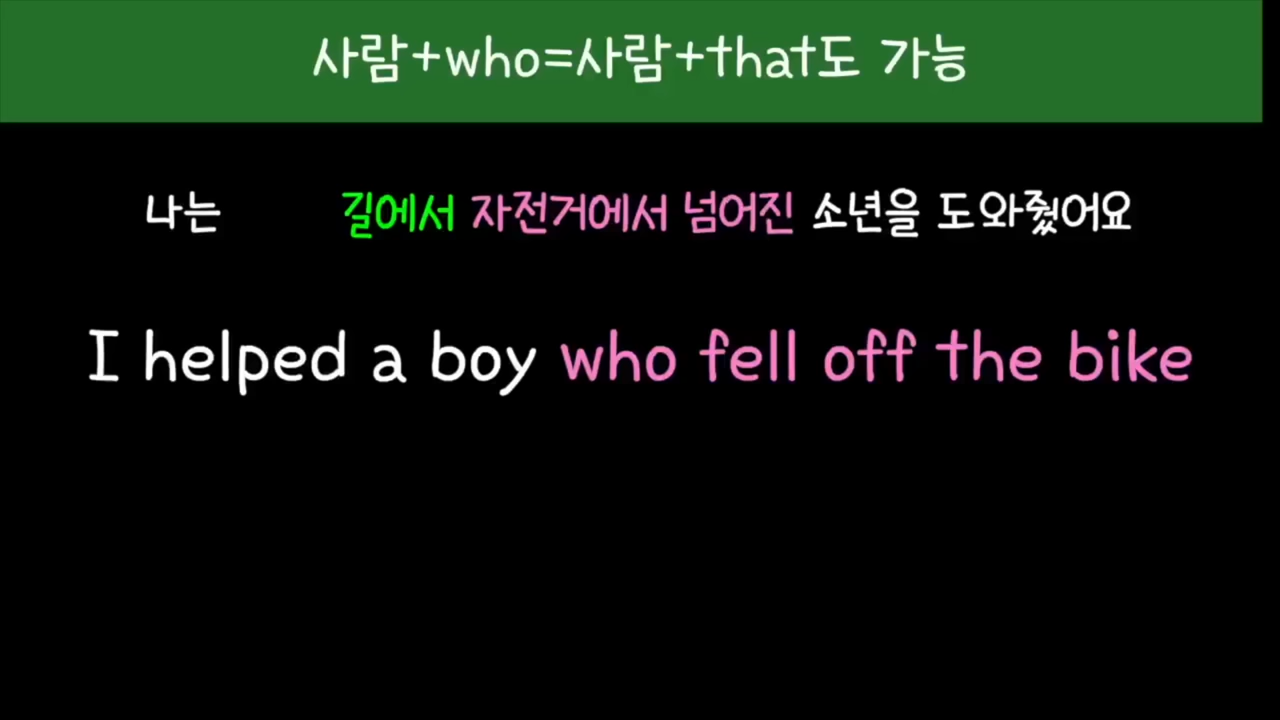 사람+who=사람+that도 가능
나는 길에서 자전거에서 넘어진 소년을 도와줬어요
I helped a boy who fell off the bike